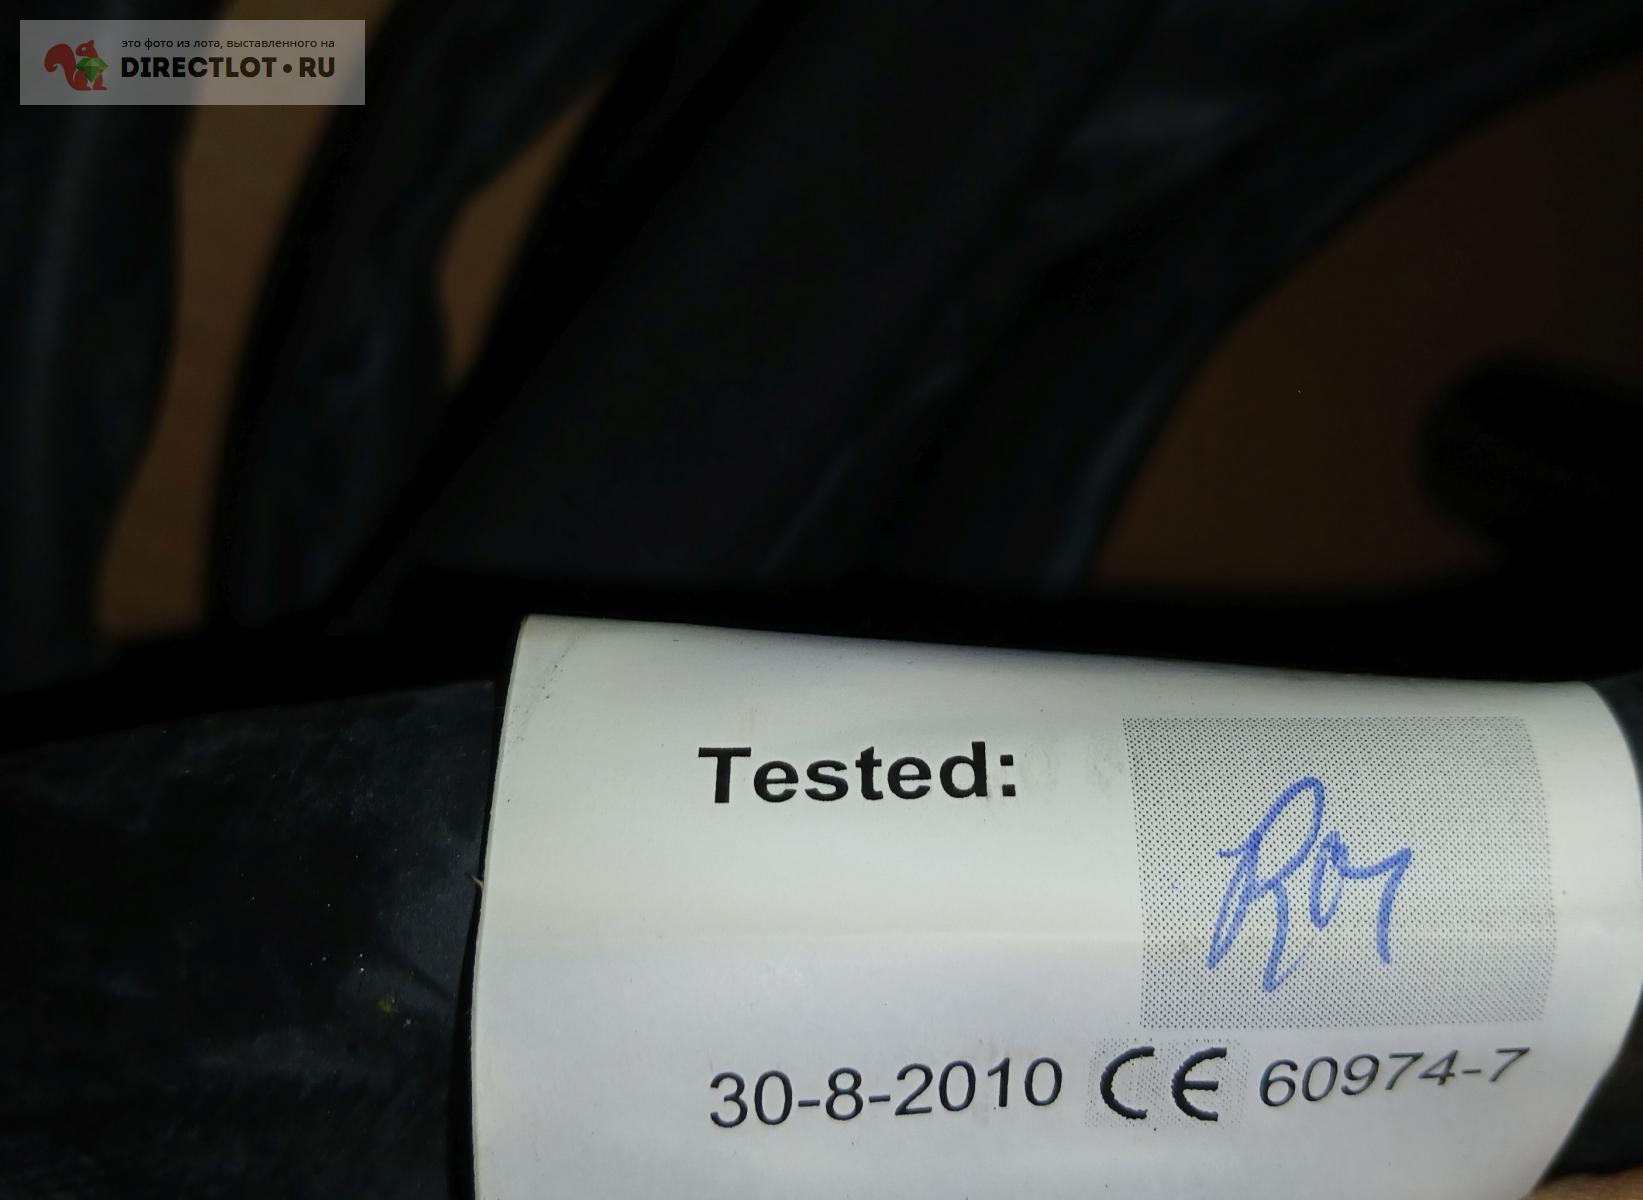 это фото из лота, выставленного на
DIRECTLOT•RU
Tested:
30-8-2010 CE 60974-7